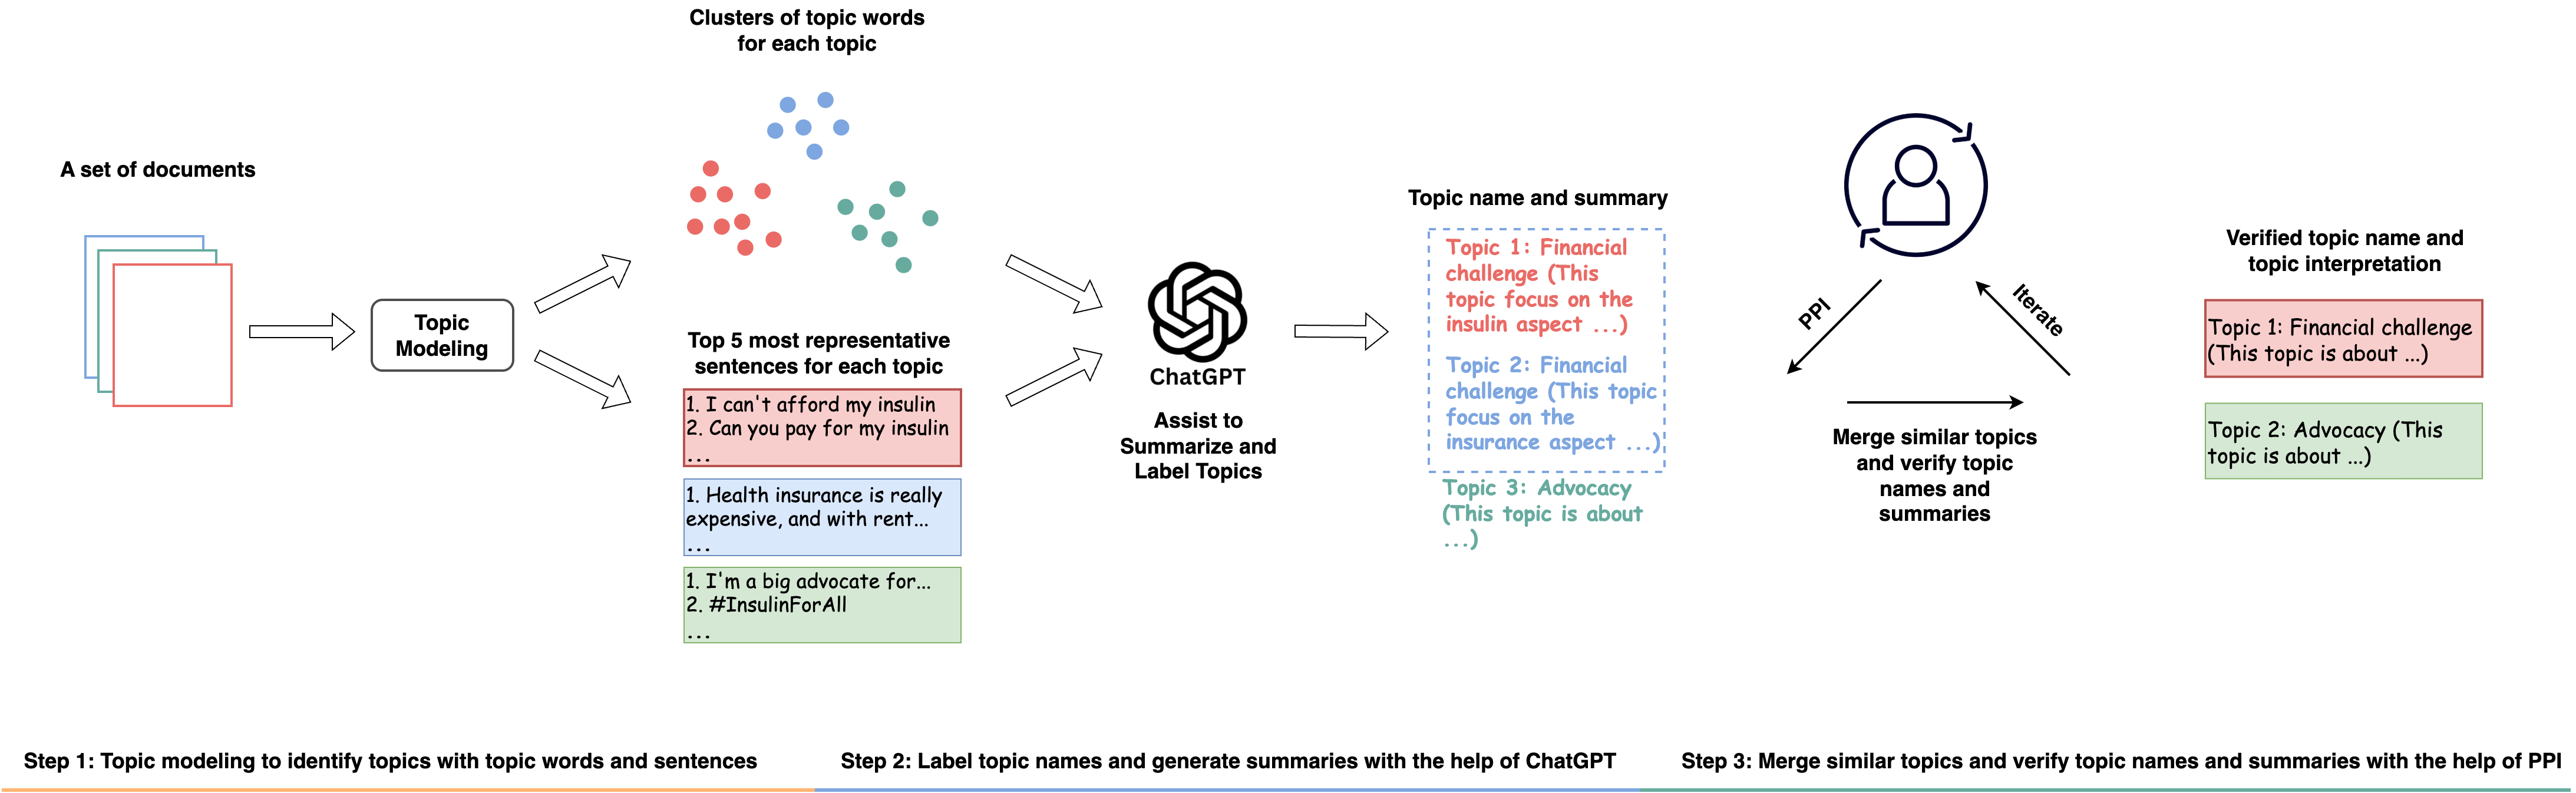 A set of documents
Topic
Modeling
Clusters of topic words
for each topic
Top 5 most representative
sentences for each topic
1. I can't afford my insulin
2. Can you pay for my insulin
...
1. Health insurance is really
expensive, and with rent...
...
1. I'm a big advocate for...
2. #InsulinForAll
...
ChatGPT
Assist to
Summarize and
Label Topics
Topic name and summary
Topic 1: Financial
challenge (This
topic focus on the
insulin aspect ...)
Topic 2: Financial
challenge (This topic
focus on the
insurance aspect ...)
Topic 3: Advocacy
(This topic is about
...)
PPI
Iterate
Merge similar topics
and verify topic
names and
summaries
Verified topic name and
topic interpretation
Topic 1: Financial challenge
(This topic is about ...)
Topic 2: Advocacy (This
topic is about ...)
Step 1: Topic modeling to identify topics with topic words and sentences
Step 2: Label topic names and generate summaries with the help of ChatGPT
Step 3: Merge similar topics and verify topic names and summaries with the help of PPI